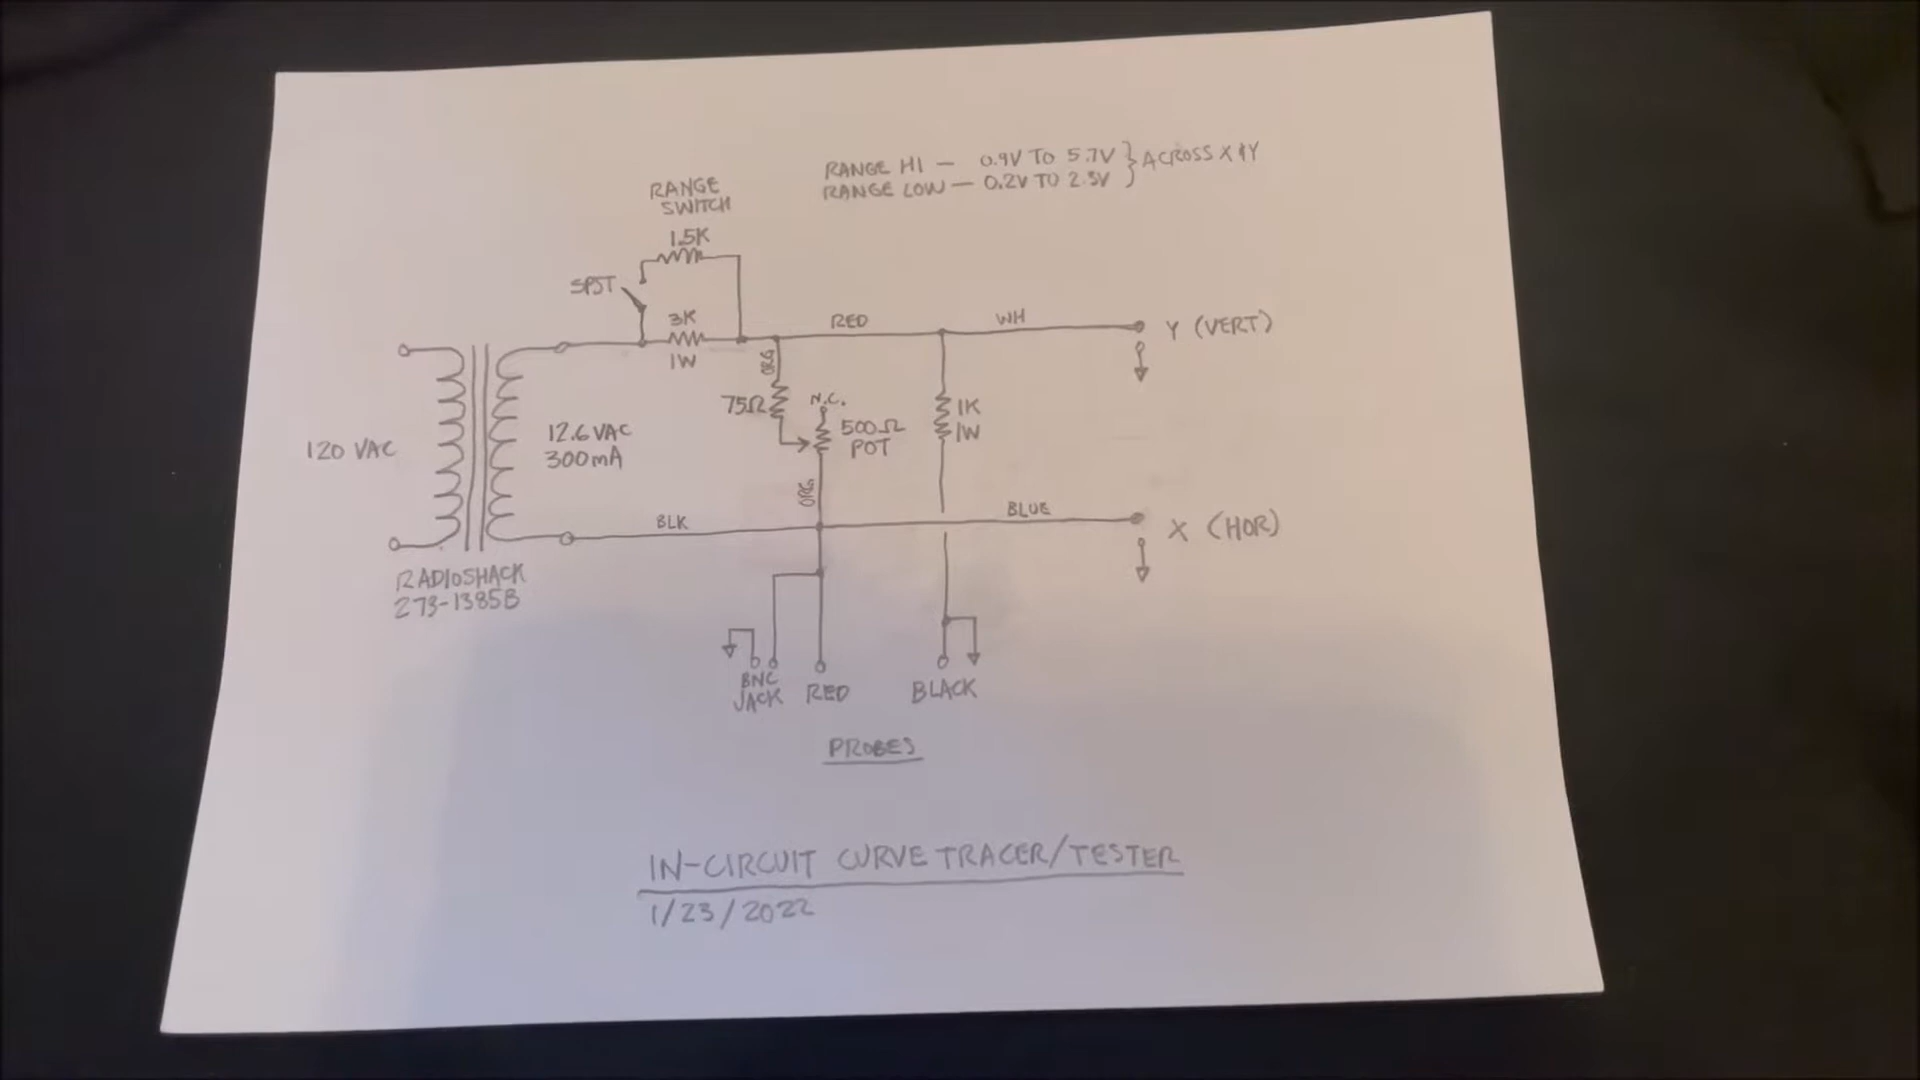 RANGE HI — 0.9V TO 5.7V } ACROSS X & Y
RANGE LOW — 0.2V TO 2.5V
RANGE
SWITCH
1.5K
SPST
3K
1W
RED
WH
Y (VERT)
ORG
75Ω
N.C.
500Ω
POT
1K
1W
120 VAC
12.6 VAC
300mA
ORG
BLK
BLUE
X (HOR)
RADIOSHACK
273-1385B
BNC
JACK
RED
BLACK
PROBES
IN-CIRCUIT CURVE TRACER/TESTER
1/23/2022